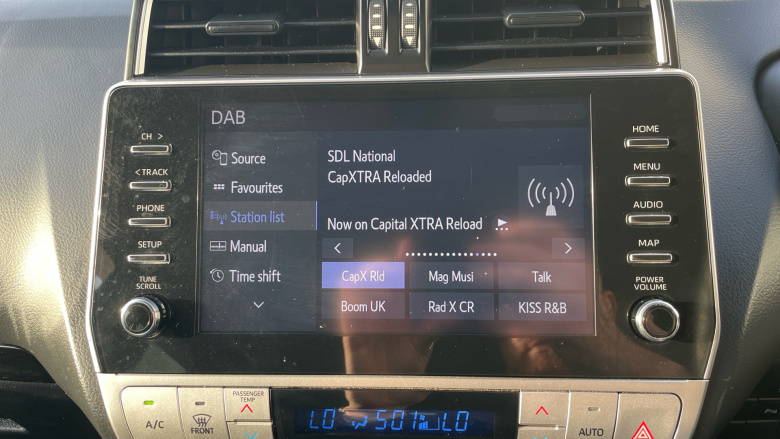 DAB
CH >
< TRACK
PHONE
SETUP
TUNE
SCROLL
Source
Favourites
Station list
Manual
Time shift
SDL National
CapXTRA Reloaded
Now on Capital XTRA Reload
CapX Rld
Mag Musi
Talk
Boom UK
Rad X CR
KISS R&B
HOME
MENU
AUDIO
MAP
POWER
VOLUME
A/C
FRONT
PASSENGER
TEMP
LO
LO
AUTO